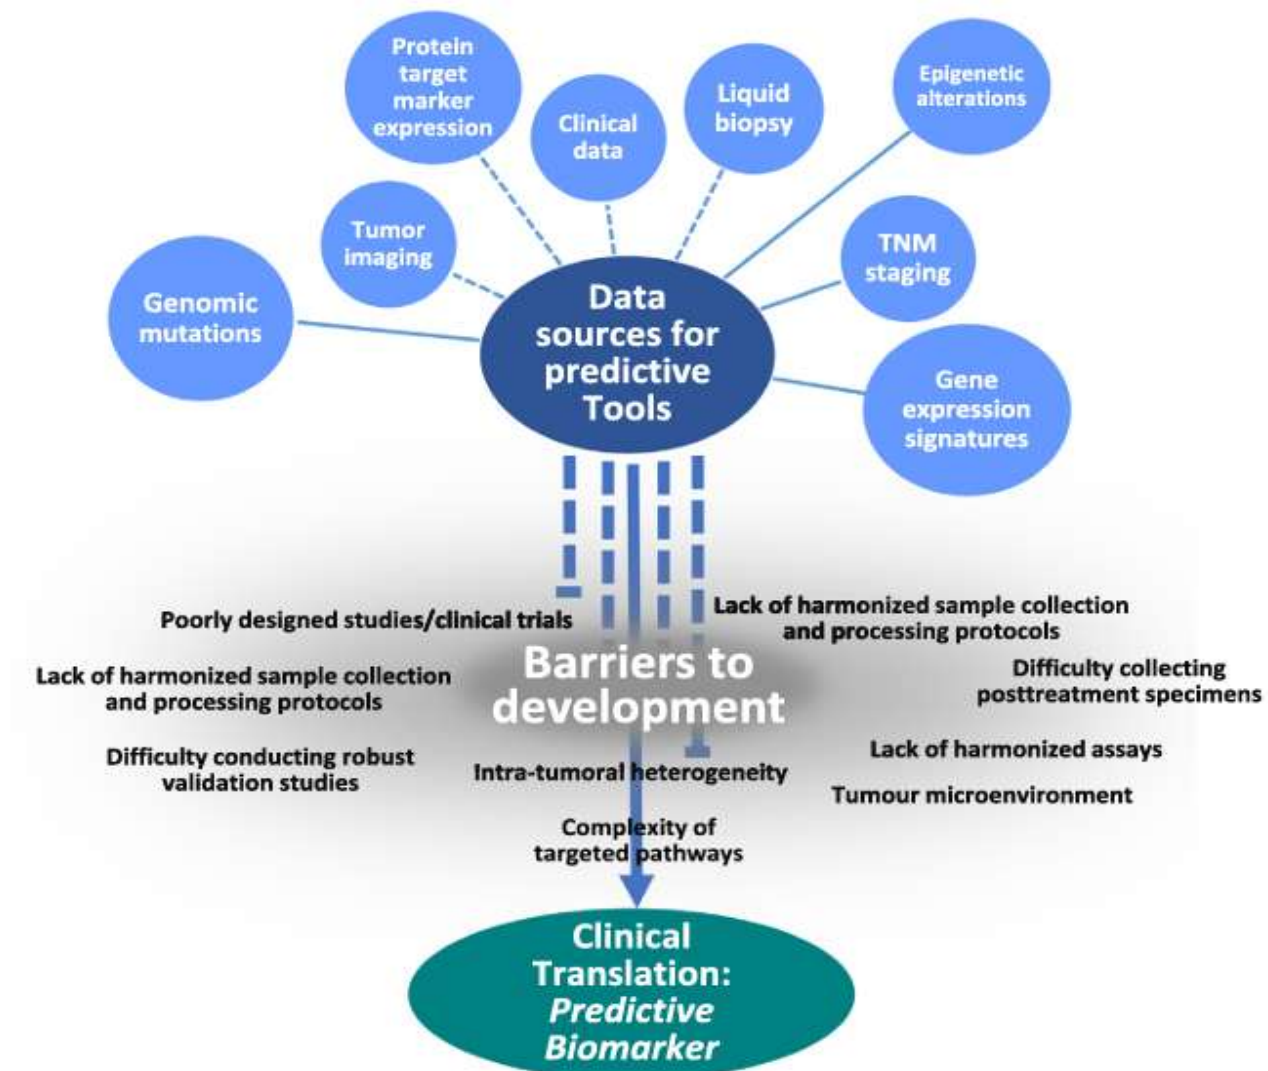 Protein
target
marker
expression
Clinical
data
Liquid
biopsy
Epigenetic
alterations
Tumor
imaging
TNM
staging
Genomic
mutations
Data
sources for
predictive
Tools
Gene
expression
signatures
Poorly designed studies/clinical trials
Lack of harmonized sample collection
and processing protocols
Barriers to
development
Lack of harmonized sample collection
and processing protocols
Difficulty collecting
posttreatment specimens
Difficulty conducting robust
validation studies
Intra-tumoral heterogeneity
Lack of harmonized assays
Tumour microenvironment
Complexity of
targeted pathways
Clinical
Translation:
Predictive
Biomarker